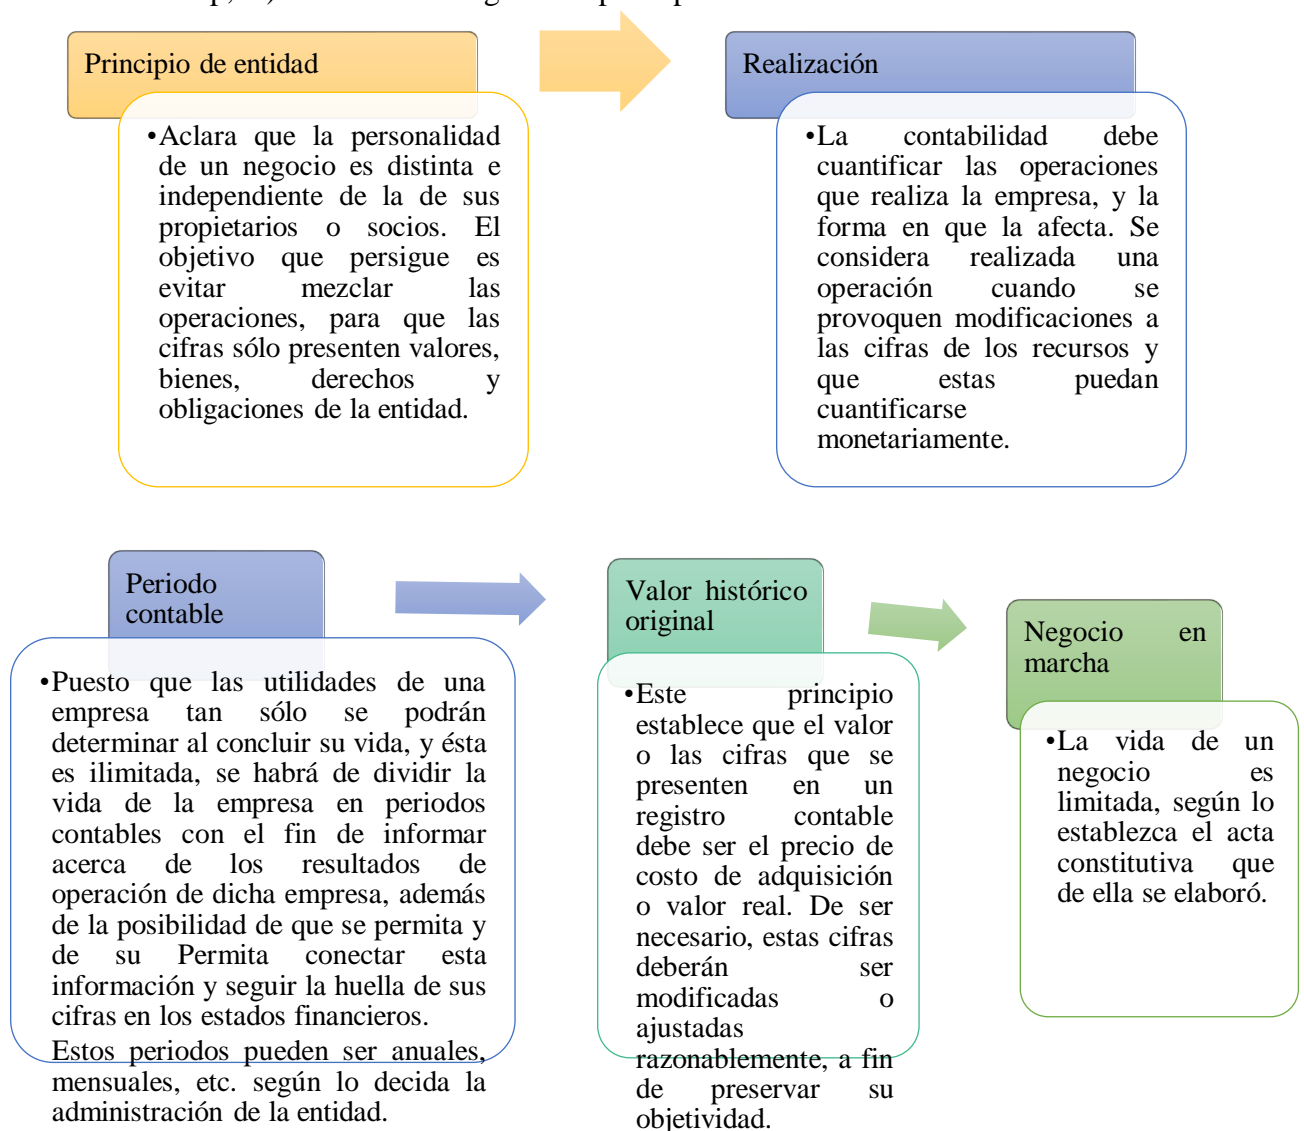 Principio de entidad
•Aclara que la personalidad
de un negocio es distinta e
independiente de la de sus
propietarios o socios. El
objetivo que persigue es
evitar mezclar las
operaciones, para que las
cifras sólo presenten valores,
bienes, derechos y
obligaciones de la entidad.
Realización
•La contabilidad debe
cuantificar las operaciones
que realiza la empresa, y la
forma en que la afecta. Se
considera realizada una
operación cuando se
provoquen modificaciones a
las cifras de los recursos y
que estas puedan
cuantificarse
monetariamente.
Periodo
contable
•Puesto que las utilidades de una
empresa tan sólo se podrán
determinar al concluir su vida, y ésta
es ilimitada, se habrá de dividir la
vida de la empresa en periodos
contables con el fin de informar
acerca de los resultados de
operación de dicha empresa, además
de la posibilidad de que se permita y
de su Permita conectar esta
información y seguir la huella de sus
cifras en los estados financieros.
Estos periodos pueden ser anuales,
mensuales, etc. según lo decida la
administración de la entidad.
Valor histórico
original
•Este principio
establece que el valor
o las cifras que se
presenten en un
registro contable
debe ser el precio de
costo de adquisición
o valor real. De ser
necesario, estas cifras
deberán ser
modificadas o
ajustadas
razonablemente, a fin
de preservar su
objetividad.
Negocio en
marcha
•La vida de un
negocio es
limitada, según lo
establezca el acta
constitutiva que
de ella se elaboró.